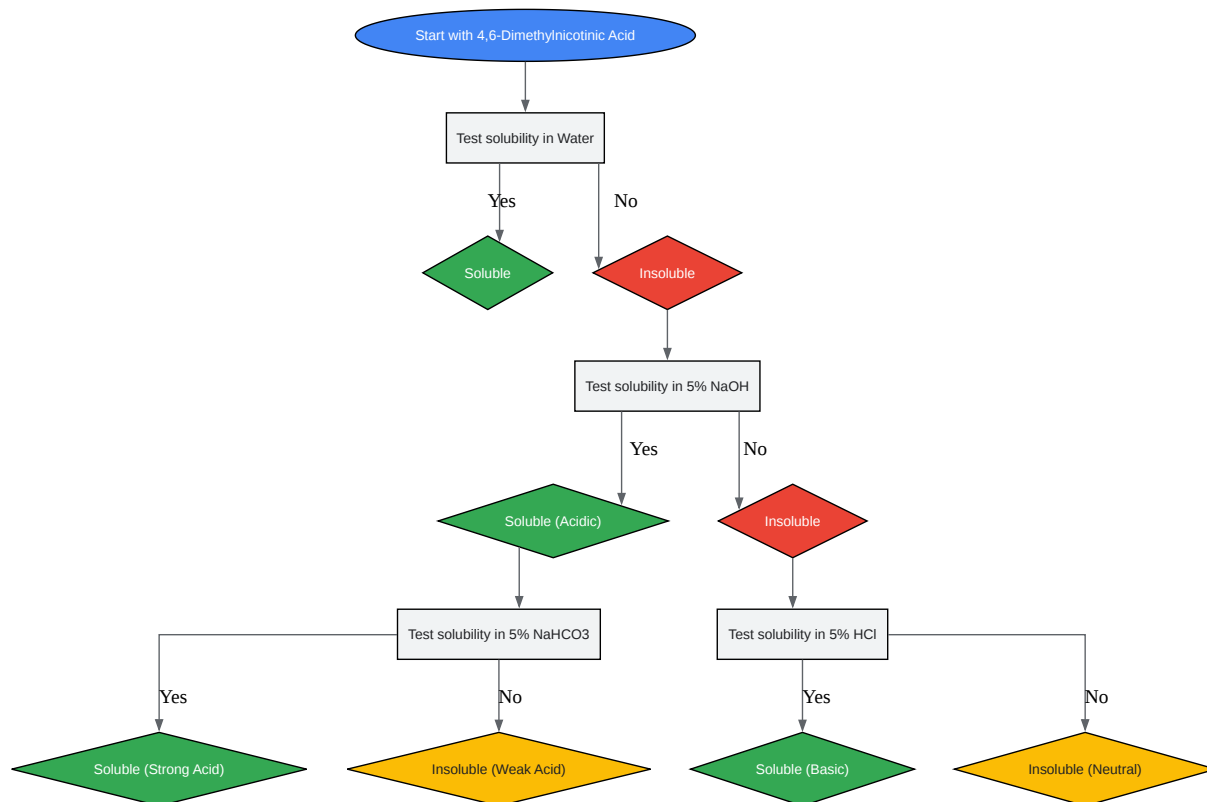 Start with 4,6-Dimethylnicotinic Acid
Test solubility in Water
Yes
No
Soluble
Insoluble
Test solubility in 5% NaOH
Yes
No
Soluble (Acidic)
Insoluble
Test solubility in 5% NaHCO3
Test solubility in 5% HCl
Yes
No
Yes
No
Soluble (Strong Acid)
Insoluble (Weak Acid)
Soluble (Basic)
Insoluble (Neutral)